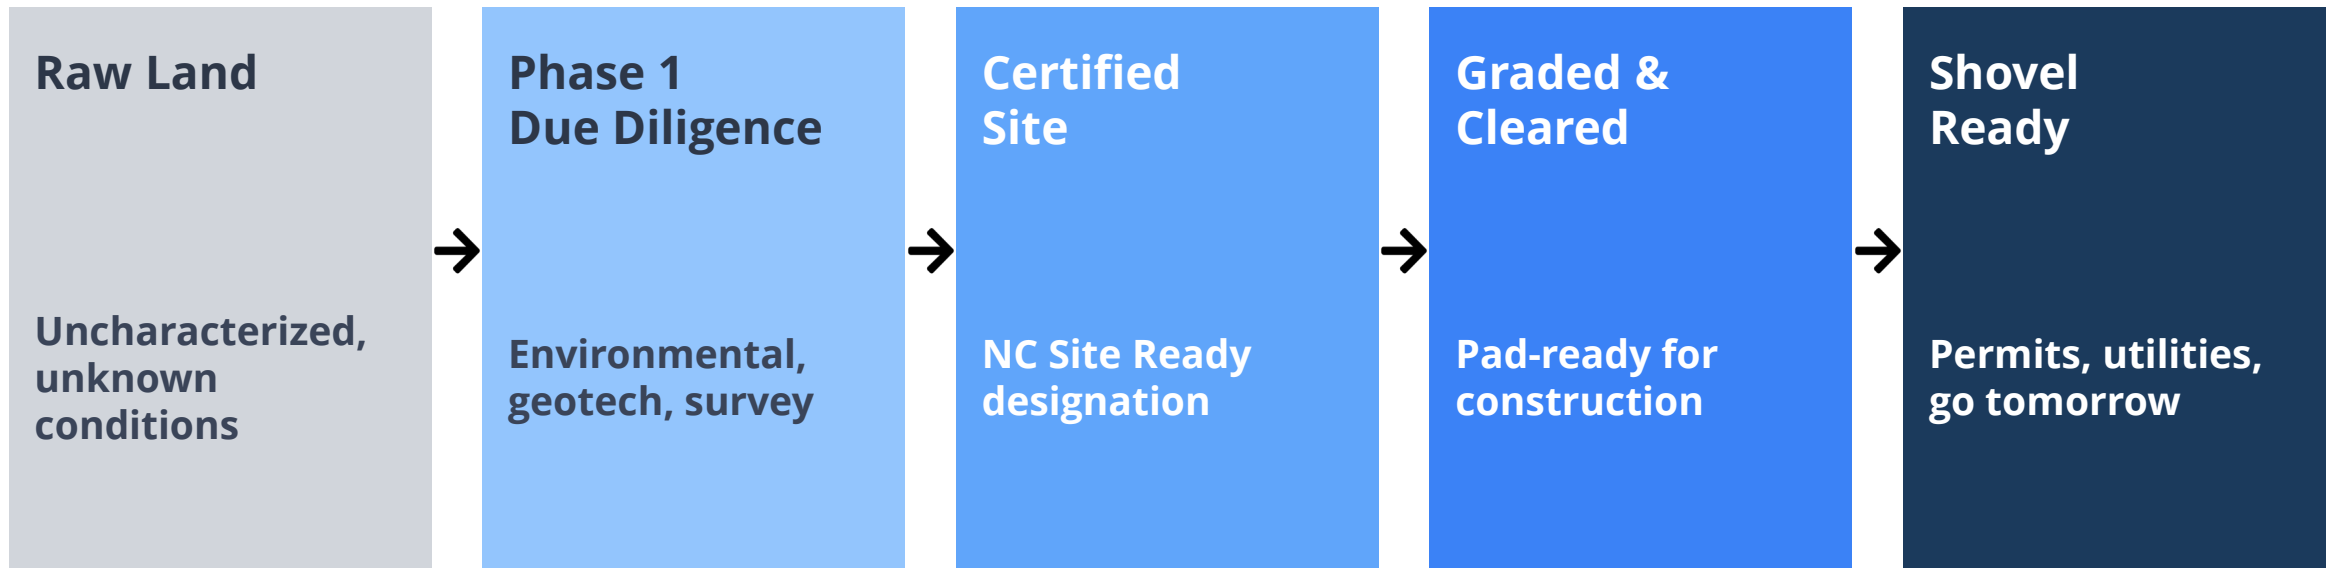 Raw Land
Uncharacterized,
unknown
conditions
Phase 1
Due Diligence
Environmental,
geotech, survey
Certified
Site
NC Site Ready
designation
Graded &
Cleared
Pad-ready for
construction
Shovel
Ready
Permits, utilities,
go tomorrow